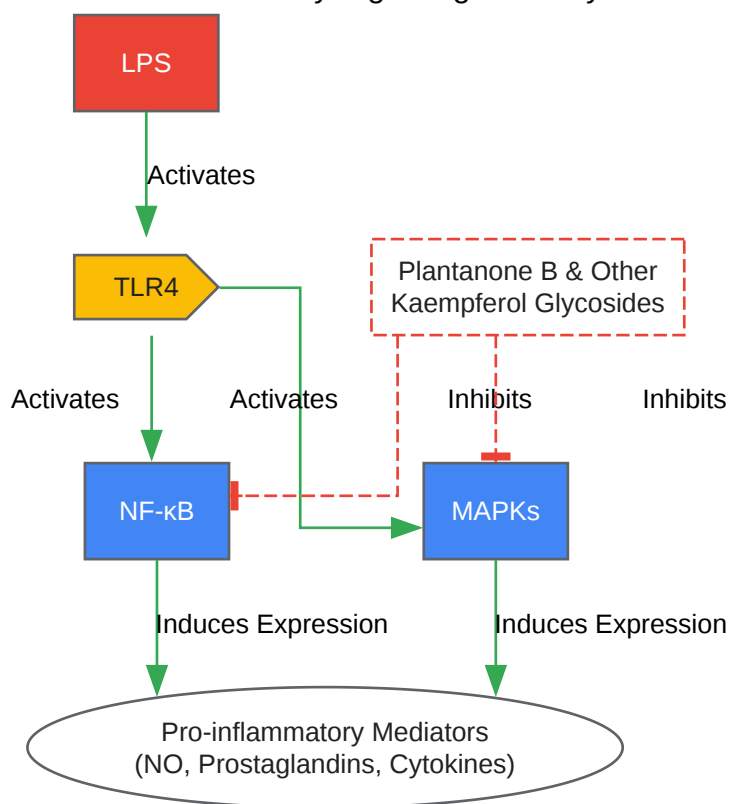 LPS
Activates
Plantanone B & Other
Kaempferol Glycosides
TLR4
Activates
Activates
Inhibits
Inhibits
NF-κB
MAPKs
Induces Expression
Induces Expression
Pro-inflammatory Mediators
(NO, Prostaglandins, Cytokines)